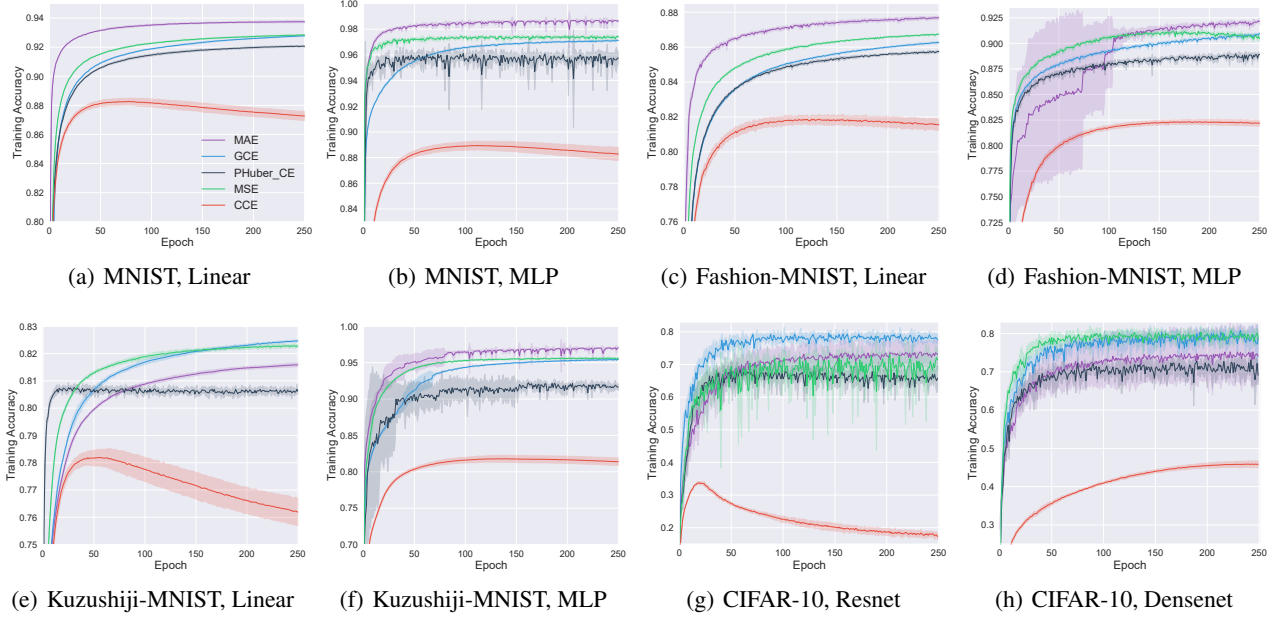 Training Accuracy
0.94
0.92
0.90
0.88
0.86
0.84
0.82
0.80
0 50 100 150 200 250
Epoch
MAE
GCE
PHuber_CE
MSE
CCE
(a) MNIST, Linear
Training Accuracy
1.00
0.98
0.96
0.94
0.92
0.90
0.88
0.86
0.84
0 50 100 150 200 250
Epoch
(b) MNIST, MLP
Training Accuracy
0.88
0.86
0.84
0.82
0.80
0.78
0.76
0 50 100 150 200 250
Epoch
(c) Fashion-MNIST, Linear
Training Accuracy
0.925
0.900
0.875
0.850
0.825
0.800
0.775
0.750
0.725
0 50 100 150 200 250
Epoch
(d) Fashion-MNIST, MLP
Training Accuracy
0.83
0.82
0.81
0.80
0.79
0.78
0.77
0.76
0.75
0 50 100 150 200 250
Epoch
(e) Kuzushiji-MNIST, Linear
Training Accuracy
1.00
0.95
0.90
0.85
0.80
0.75
0.70
0 50 100 150 200 250
Epoch
(f) Kuzushiji-MNIST, MLP
Training Accuracy
0.8
0.7
0.6
0.5
0.4
0.3
0.2
0 50 100 150 200 250
Epoch
(g) CIFAR-10, Resnet
Training Accuracy
0.8
0.7
0.6
0.5
0.4
0.3
0 50 100 150 200 250
Epoch
(h) CIFAR-10, Densenet